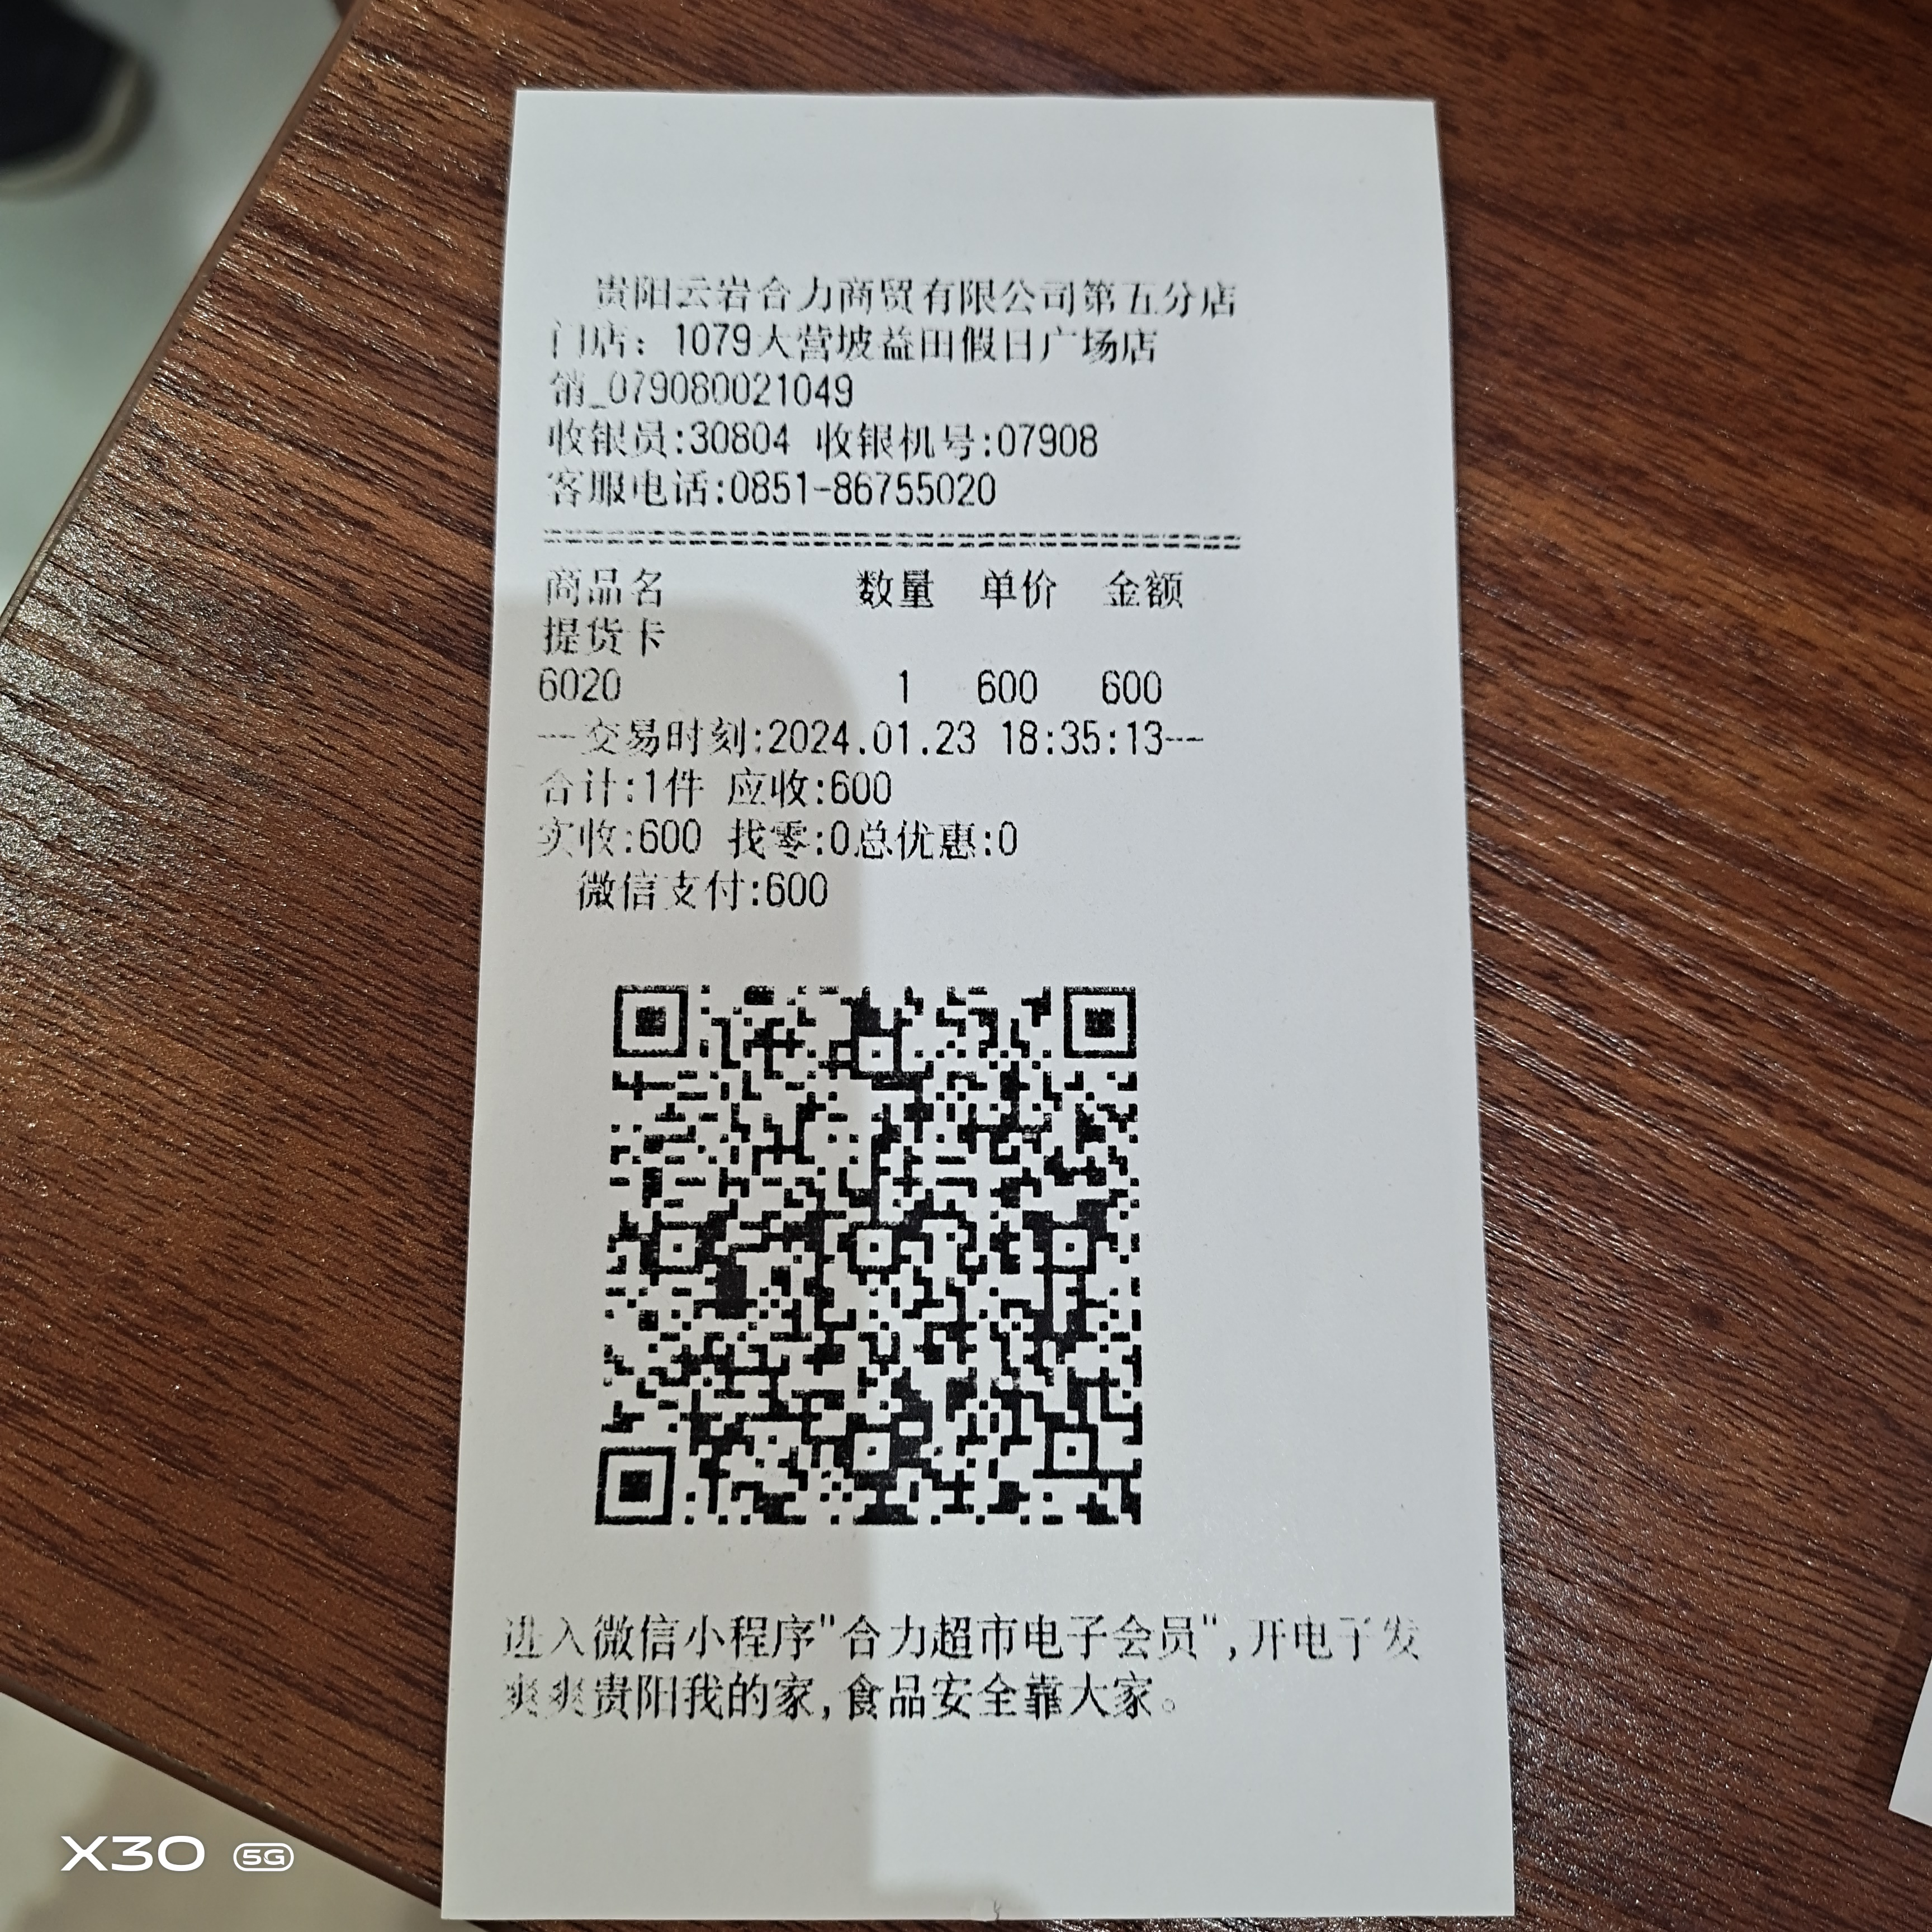 贵阳云岩合力商贸有限公司第五分店
门店：1079大营坡益田假日广场店
销_079080021049
收银员:30804 收银机号:07908
客服电话:0851-86755020
================================
商品名 数量 单价 金额
提货卡
6020 1 600 600
---交易时刻:2024.01.23 18:35:13---
合计:1件 应收:600
实收:600 找零:0总优惠:0
微信支付:600
进入微信小程序"合力超市电子会员",开电子发
爽爽贵阳我的家,食品安全靠大家。
X30 5G